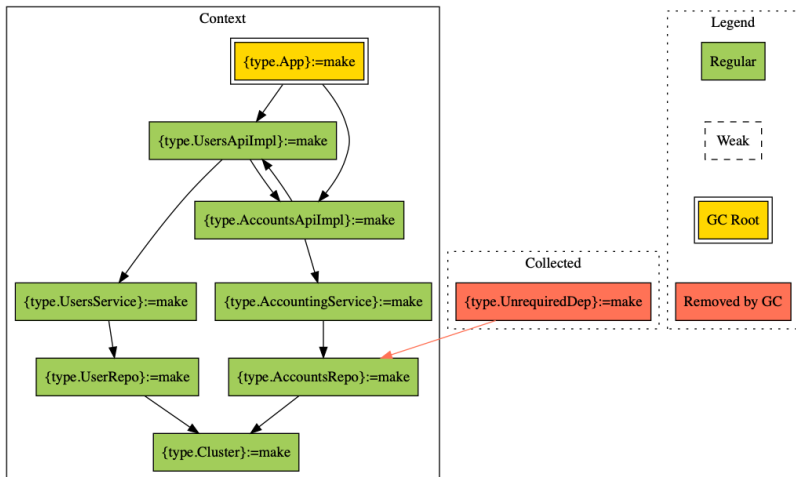 Context
{type.App}:=make
{type.UsersApiImpl}:=make
{type.AccountsApiImpl}:=make
{type.UsersService}:=make
{type.AccountingService}:=make
{type.UserRepo}:=make
{type.AccountsRepo}:=make
{type.Cluster}:=make
Collected
{type.UnrequiredDep}:=make
Legend
Regular
Weak
GC Root
Removed by GC